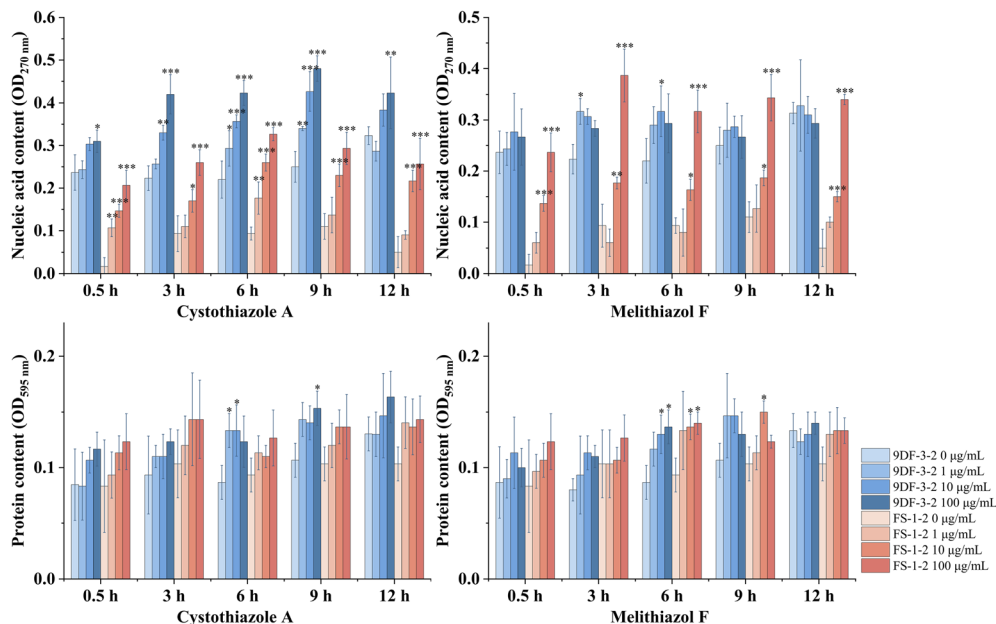 0.6
0.5
0.4
0.3
0.2
0.1
0.0
Nucleic acid content (OD270 nm)
*
** *** ***
** ***
* ** ***
* *** *** ** *** ***
** *** *** *** ***
** *** ***
0.5 h 3 h 6 h 9 h 12 h
Cystothiazole A
0.5
0.4
0.3
0.2
0.1
0.0
Nucleic acid content (OD270 nm)
*** ***
* ** ***
* * ***
* ***
*** ***
0.5 h 3 h 6 h 9 h 12 h
Melithiazol F
0.2
0.1
0.0
Protein content (OD595 nm)
* *
*
0.5 h 3 h 6 h 9 h 12 h
Cystothiazole A
0.2
0.1
0.0
Protein content (OD595 nm)
* * * *
*
0.5 h 3 h 6 h 9 h 12 h
Melithiazol F
9DF-3-2 0 μg/mL
9DF-3-2 1 μg/mL
9DF-3-2 10 μg/mL
9DF-3-2 100 μg/mL
FS-1-2 0 μg/mL
FS-1-2 1 μg/mL
FS-1-2 10 μg/mL
FS-1-2 100 μg/mL